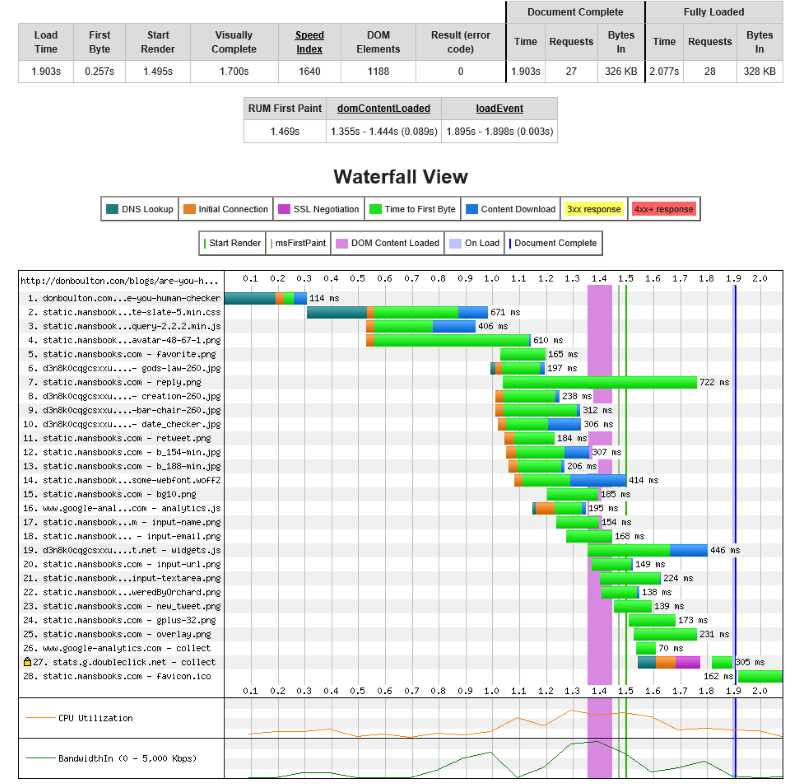 Document Complete Fully Loaded
Load Time First Byte Start Render Visually Complete Speed Index DOM Elements Result (error code) Time Requests Bytes In Time Requests Bytes In
1.903s 0.257s 1.495s 1.700s 1640 1188 0 1.903s 27 326 KB 2.077s 28 328 KB
RUM First Paint domContentLoaded loadEvent
1.469s 1.355s - 1.444s (0.089s) 1.895s - 1.898s (0.003s)
Waterfall View
DNS Lookup Initial Connection SSL Negotiation Time to First Byte Content Download 3xx response 4xx+ response
Start Render msFirstPaint DOM Content Loaded On Load Document Complete
http://donboulton.com/blogs/are-you-h... 0.1 0.2 0.3 0.4 0.5 0.6 0.7 0.8 0.9 1.0 1.1 1.2 1.3 1.4 1.5 1.6 1.7 1.8 1.9 2.0
1. donboulton.com...e-you-human-checker 114 ms
2. static.mansbook...te-slate-5.min.css 671 ms
3. static.mansbook...query-2.2.2.min.js 406 ms
4. static.mansbook...avatar-48-67-1.png 610 ms
5. static.mansbooks.com - favorite.png 165 ms
6. d3n8k0cqgcsxxu....- gods-law-260.jpg 197 ms
7. static.mansbooks.com - reply.png 722 ms
8. d3n8k0cqgcsxxu....- creation-260.jpg 238 ms
9. d3n8k0cqgcsxxu...-bar-chair-260.jpg 312 ms
10. d3n8k0cqgcsxxu.... - date_checker.jpg 306 ms
11. static.mansbooks.com - retweet.png 184 ms
12. static.mansbooks.com - b_154-min.jpg 307 ms
13. static.mansbooks.com - b_188-min.jpg 206 ms
14. static.mansbook...some-webfont.woff2 414 ms
15. static.mansbooks.com - bg10.png 185 ms
16. www.google-anal....com - analytics.js 195 ms
17. static.mansbook...m - input-name.png 154 ms
18. static.mansbook... - input-email.png 168 ms
19. d3n8k0cqgcsxxu...t.net - widgets.js 446 ms
20. static.mansbooks.com - input-url.png 149 ms
21. static.mansbook...input-textarea.png 224 ms
22. static.mansbook...weredByOrchard.png 138 ms
23. static.mansbooks.com - new_tweet.png 139 ms
24. static.mansbooks.com - gplus-32.png 173 ms
25. static.mansbooks.com - overlay.png 231 ms
26. www.google-analytics.com - collect 70 ms
27. stats.g.doubleclick.net - collect 305 ms
28. static.mansbooks.com - favicon.ico 162 ms
0.1 0.2 0.3 0.4 0.5 0.6 0.7 0.8 0.9 1.0 1.1 1.2 1.3 1.4 1.5 1.6 1.7 1.8 1.9 2.0
CPU Utilization
BandwidthIn (0 - 5,000 Kbps)